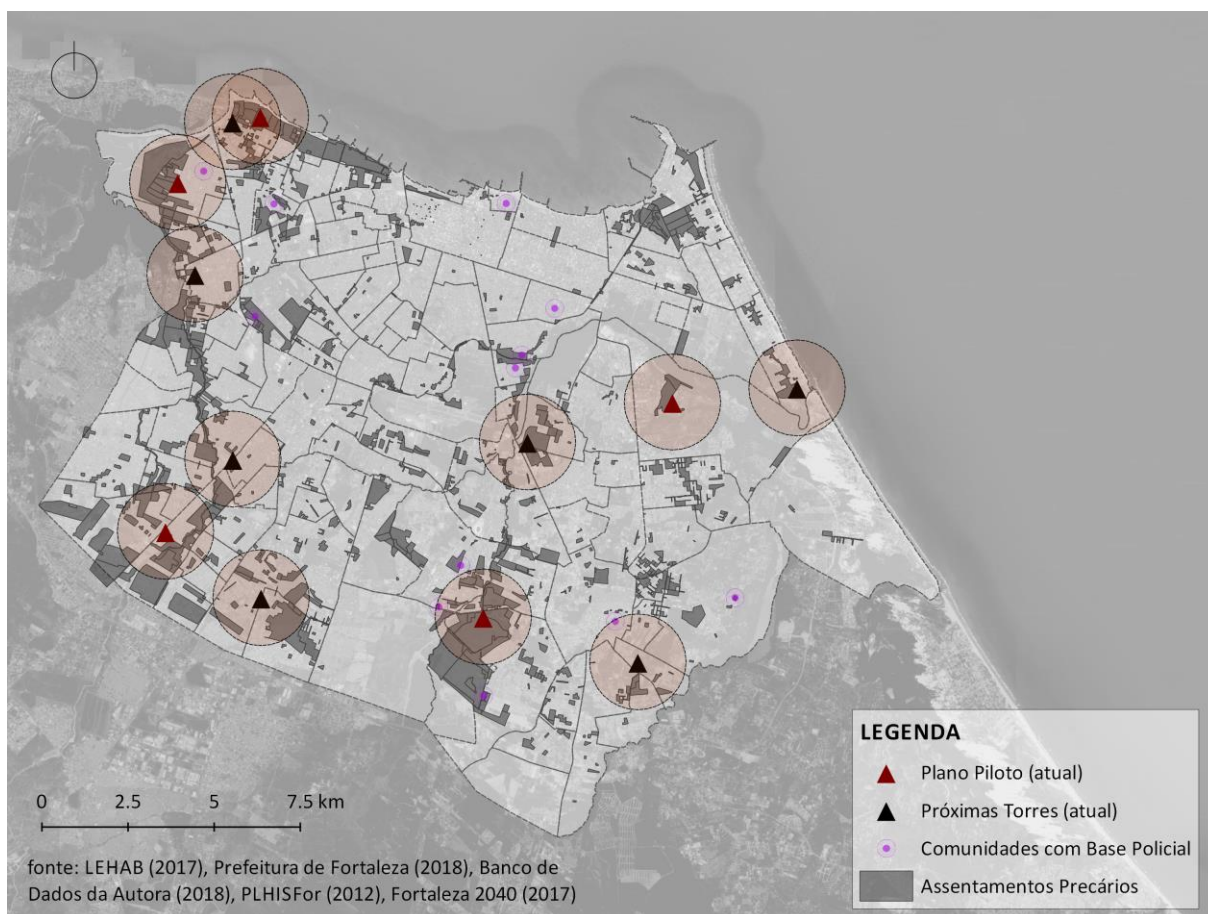 LEGENDA
Plano Piloto (atual)
Próximas Torres (atual)
Comunidades com Base Policial
Assentamentos Precários
0 2.5 5 7.5 km
fonte: LEHAB (2017), Prefeitura de Fortaleza (2018), Banco de
Dados da Autora (2018), PLHISFor (2012), Fortaleza 2040 (2017)